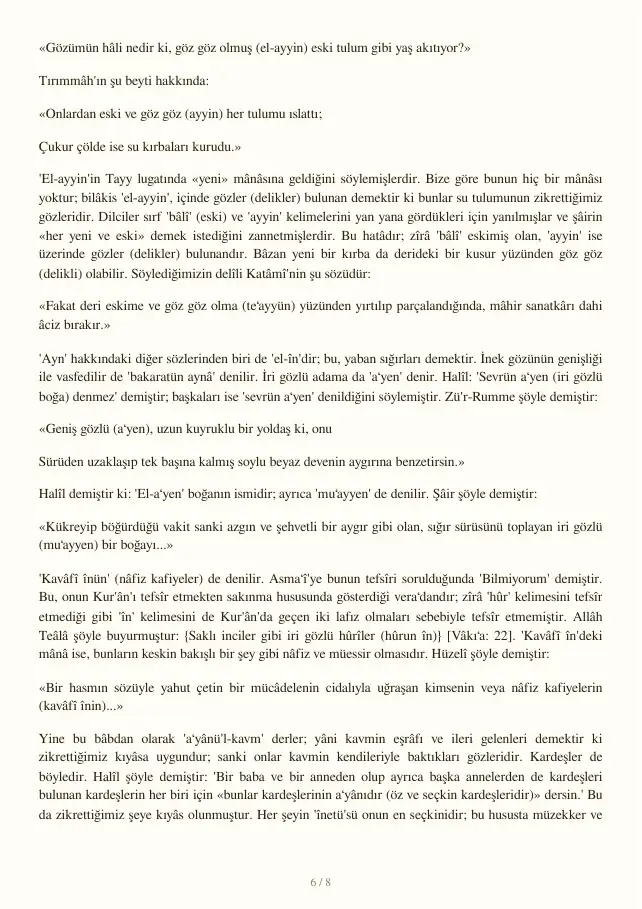 «Gözümün hâli nedir ki, göz göz olmuş (el-ayyin) eski tulum gibi yaş akıtıyor?»
Tırımmâh'ın şu beyti hakkında:
«Onlardan eski ve göz göz (ayyin) her tulumu ıslattı;
Çukur çölde ise su kırbaları kurudu.»
'El-ayyin'in Tayy lugatında «yeni» mânâsına geldiğini söylemişlerdir. Bize göre bunun hiç bir mânâsı
yoktur; bilâkis 'el-ayyin', içinde gözler (delikler) bulunan demektir ki bunlar su tulumunun zikrettiğimiz
gözleridir. Dilciler sırf 'bâlî' (eski) ve 'ayyin' kelimelerini yan yana gördükleri için yanılmışlar ve şâirin
«her yeni ve eski» demek istediğini zannetmişlerdir. Bu hatâdır; zîrâ 'bâlî' eskimiş olan, 'ayyin' ise
üzerinde gözler (delikler) bulunandır. Bâzan yeni bir kırba da derideki bir kusur yüzünden göz göz
(delikli) olabilir. Söylediğimizin delîli Katâmî'nin şu sözüdür:
«Fakat deri eskime ve göz göz olma (te‘ayyün) yüzünden yırtılıp parçalandığında, mâhir sanatkârı dahi
âciz bırakır.»
'Ayn' hakkındaki diğer sözlerinden biri de 'el-în'dir; bu, yaban sığırları demektir. İnek gözünün genişliği
ile vasfedilir de 'bakaratün aynâ' denilir. İri gözlü adama da 'a‘yen' denir. Halîl: 'Sevrün a‘yen (iri gözlü
boğa) denmez' demiştir; başkaları ise 'sevrün a‘yen' denildiğini söylemiştir. Zü'r-Rumme şöyle demiştir:
«Geniş gözlü (a‘yen), uzun kuyruklu bir yoldaş ki, onu
Sürüden uzaklaşıp tek başına kalmış soylu beyaz devenin aygırına benzetirsin.»
Halîl demiştir ki: 'El-a‘yen' boğanın ismidir; ayrıca 'mu‘ayyen' de denilir. Şâir şöyle demiştir:
«Kükreyip böğürdüğü vakit sanki azgın ve şehvetli bir aygır gibi olan, sığır sürüsünü toplayan iri gözlü
(mu‘ayyen) bir boğayı...»
'Kavâfî înün' (nâfiz kafiyeler) de denilir. Asma‘î'ye bunun tefsîri sorulduğunda 'Bilmiyorum' demiştir.
Bu, onun Kur'ân'ı tefsîr etmekten sakınma hususunda gösterdiği vera‘dandır; zîrâ 'hûr' kelimesini tefsîr
etmediği gibi 'în' kelimesini de Kur'ân'da geçen iki lafız olmaları sebebiyle tefsîr etmemiştir. Allâh
Teâlâ şöyle buyurmuştur: {Saklı inciler gibi iri gözlü hûrîler (hûrun în)} [Vâkı‘a: 22]. 'Kavâfî în'deki
mânâ ise, bunların keskin bakışlı bir şey gibi nâfiz ve müessir olmasıdır. Hüzelî şöyle demiştir:
«Bir hasmın sözüyle yahut çetin bir mücâdelenin cidalıyla uğraşan kimsenin veya nâfiz kafiyelerin
(kavâfî înin)...»
Yine bu bâbdan olarak 'a‘yânü'l-kavm' derler; yâni kavmin eşrâfı ve ileri gelenleri demektir ki
zikrettiğimiz kıyâsa uygundur; sanki onlar kavmin kendileriyle baktıkları gözleridir. Kardeşler de
böyledir. Halîl şöyle demiştir: 'Bir baba ve bir anneden olup ayrıca başka annelerden de kardeşleri
bulunan kardeşlerin her biri için «bunlar kardeşlerinin a‘yânıdır (öz ve seçkin kardeşleridir)» dersin.' Bu
da zikrettiğimiz şeye kıyâs olunmuştur. Her şeyin 'înetü'sü onun en seçkinidir; bu hususta müzekker ve
6 / 8